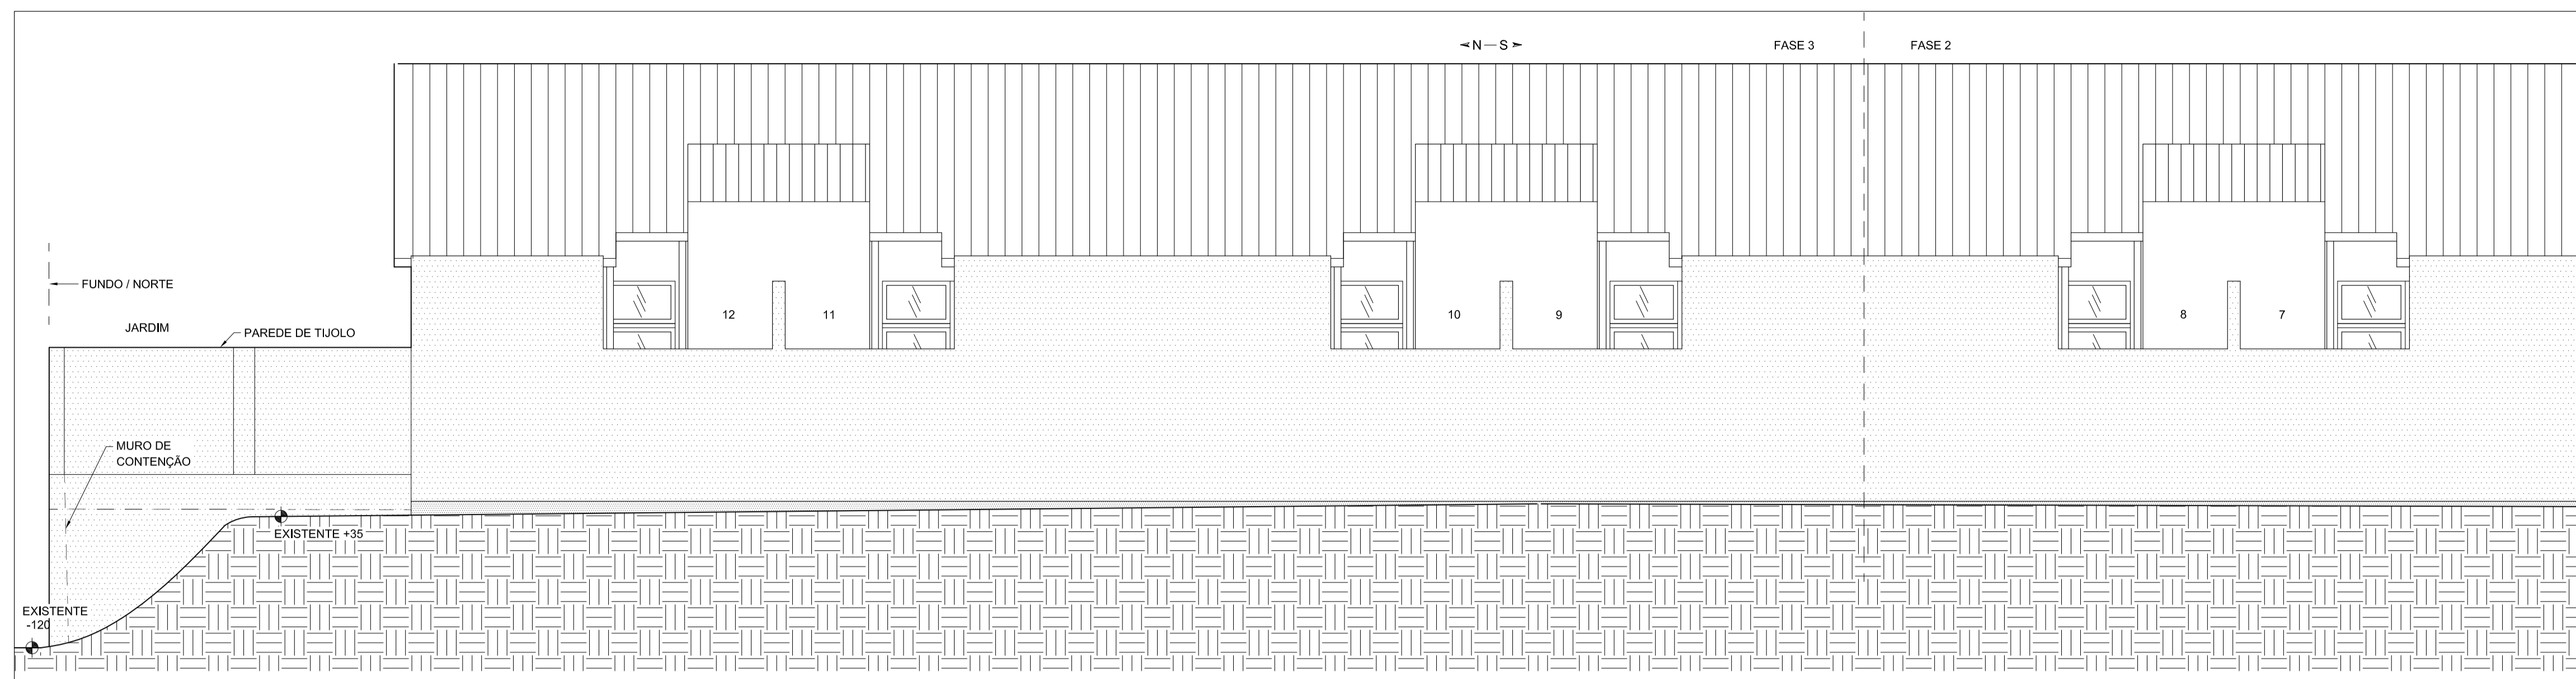 N — S
FASE 3
FASE 2
FUNDO / NORTE
JARDIM
PAREDE DE TIJOLO
12
11
10
9
8
7
MURO DE
CONTENÇÃO
EXISTENTE +35
EXISTENTE
-120